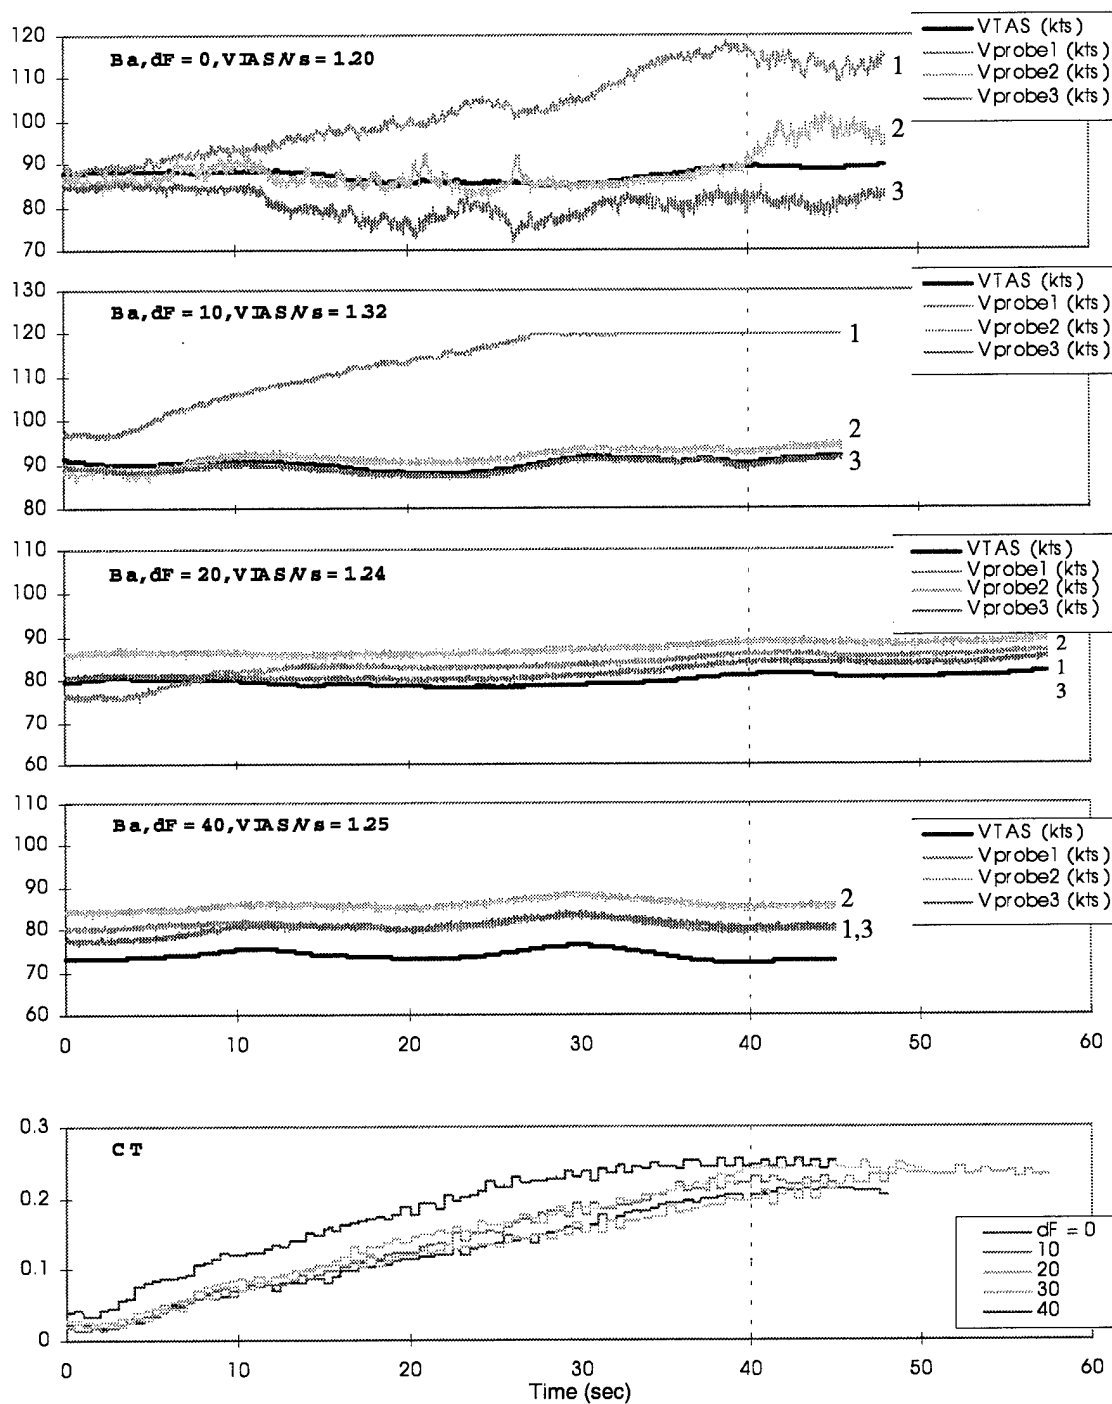 120
110
100
90
80
70
Ba, dF = 0, VTAS/Vs = 1.20
VTAS (kts)
Vprobe1 (kts)
Vprobe2 (kts)
Vprobe3 (kts)
1
2
3
130
120
110
100
90
80
Ba, dF = 10, VTAS/Vs = 1.32
VTAS (kts)
Vprobe1 (kts)
Vprobe2 (kts)
Vprobe3 (kts)
1
2
3
110
100
90
80
70
60
Ba, dF = 20, VTAS/Vs = 1.24
VTAS (kts)
Vprobe1 (kts)
Vprobe2 (kts)
Vprobe3 (kts)
2
1
3
110
100
90
80
70
60
Ba, dF = 40, VTAS/Vs = 1.25
VTAS (kts)
Vprobe1 (kts)
Vprobe2 (kts)
Vprobe3 (kts)
2
1,3
0 10 20 30 40 50 60
0.3
0.2
0.1
0
CT
dF = 0
10
20
30
40
0 10 20 30 40 50 60
Time (sec)